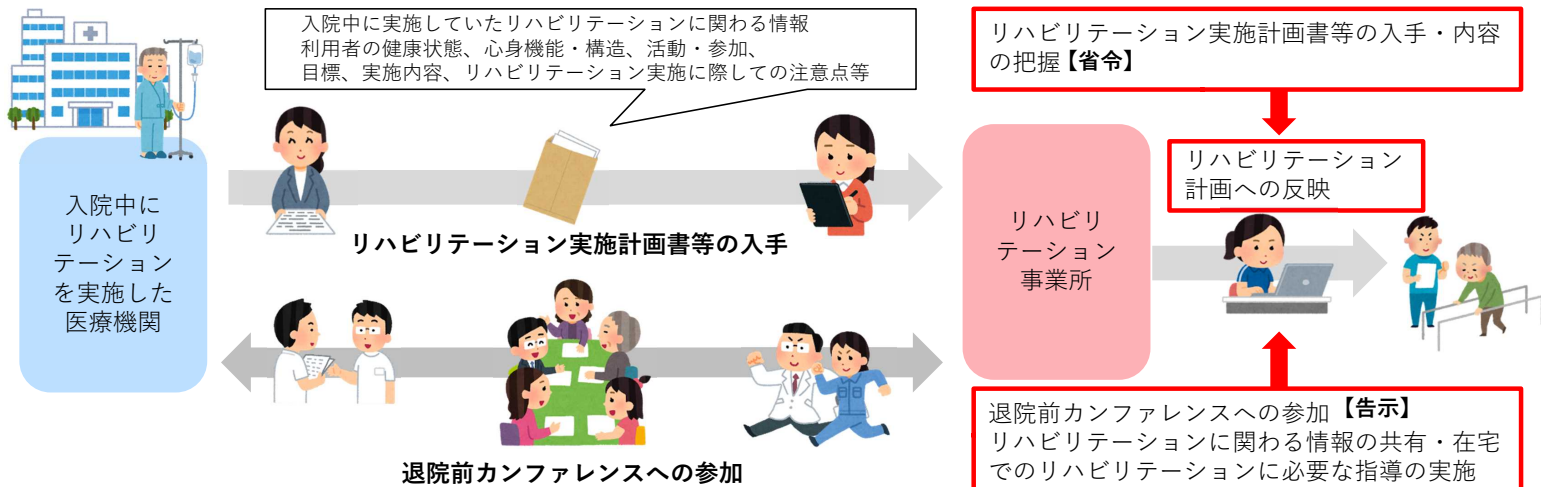 入院中に実施していたリハビリテーションに関わる情報
利用者の健康状態、心身機能・構造、活動・参加、
目標、実施内容、リハビリテーション実施に際しての注意点等
リハビリテーション実施計画書等の入手・内容
の把握【省令】
入院中に
リハビリ
テーション
を実施した
医療機関
リハビリテーション実施計画書等の入手
リハビリ
テーション
事業所
リハビリテーション
計画への反映
退院前カンファレンスへの参加
退院前カンファレンスへの参加【告示】
リハビリテーションに関わる情報の共有・在宅
でのリハビリテーションに必要な指導の実施